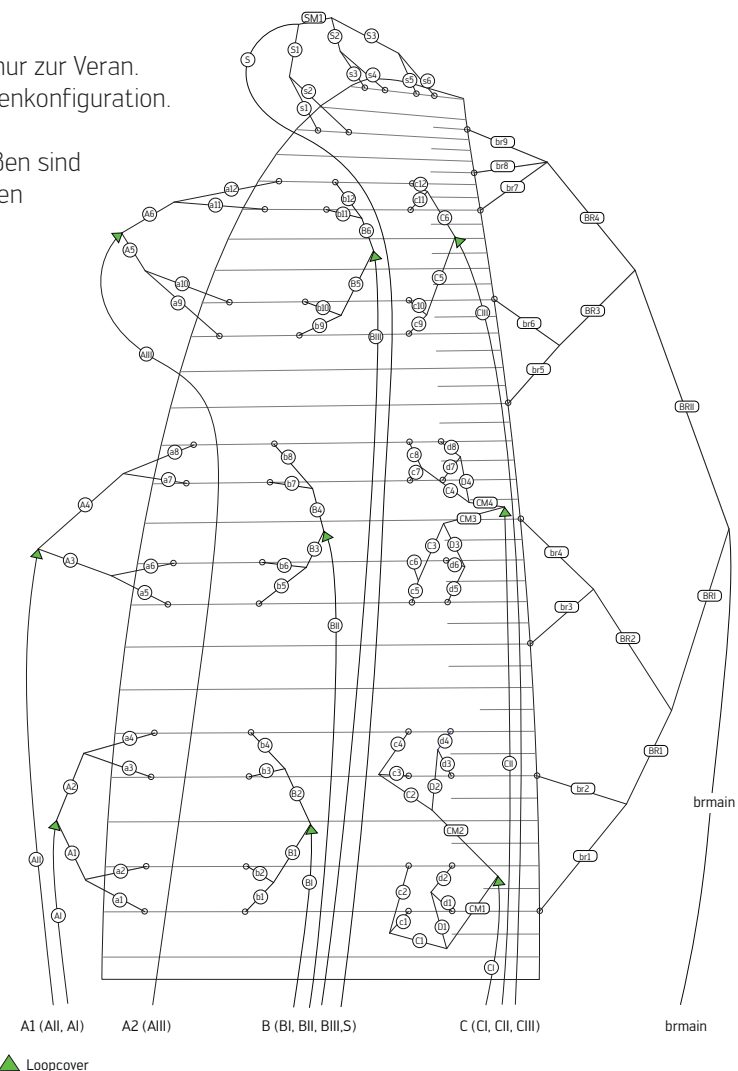 nur zur Veran.
enkonfiguration.
ßen sind
en
SM1
S S1 S2 S3
s3 s4 s5 s6
s2
s1
br9
br8
br7
a12 b12 c12
a11 b11 c11
A6 B6 C6 BR4
A5
a10 B5 C5
a9 b10 c10 CIII BR3
b9 c9 br6
BIII
AIII br5
BRII
a8 b8 c8 d8
a7 b7 c7 d7
A4 B4 C4 D4 CM4
CM3
A3 B3 C3 D3 br4
a6 b6 c6 d6
a5 b5 c5 d5 BRI
br3
BII BR2
a4 b4 c4 d4
a3 b3 c3 d3 CII BR1
A2 B2 C2 D2 br2
brmain
CM2
A1 B1
AII a2 b2 c2 d2 br1
a1 BI b1 c1 d1 CM1
AI C1 D1
CI
A1 (AII, AI) A2 (AIII) B (BI, BII, BIII,S) C (CI, CII, CIII) brmain
Loopcover